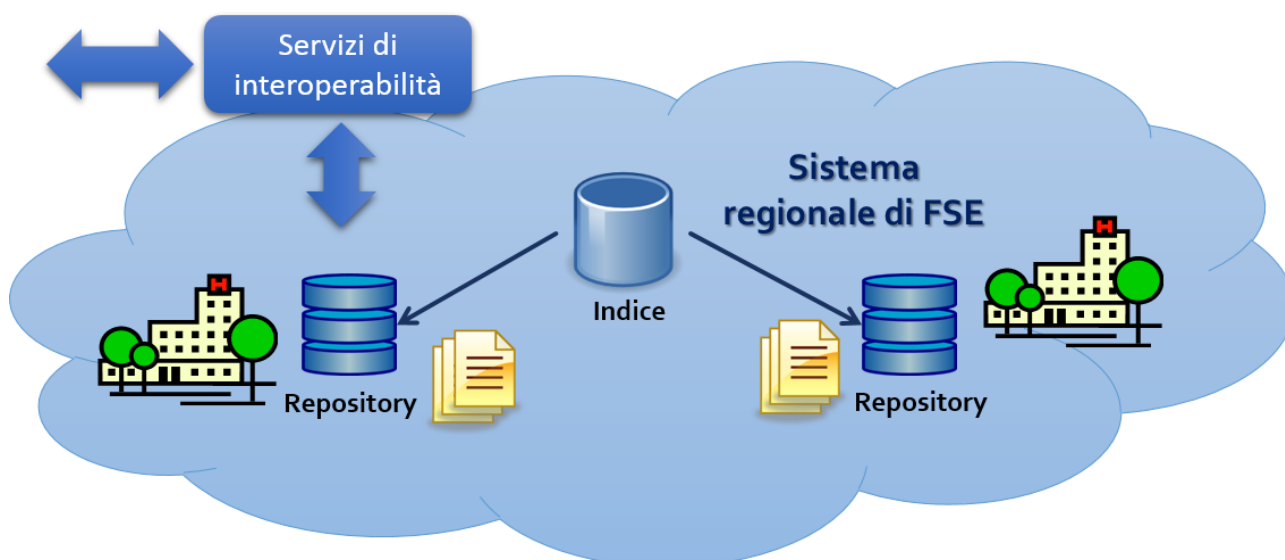 Servizi di
interoperabilità
Sistema
regionale di FSE
H
H
Indice
Repository
Repository